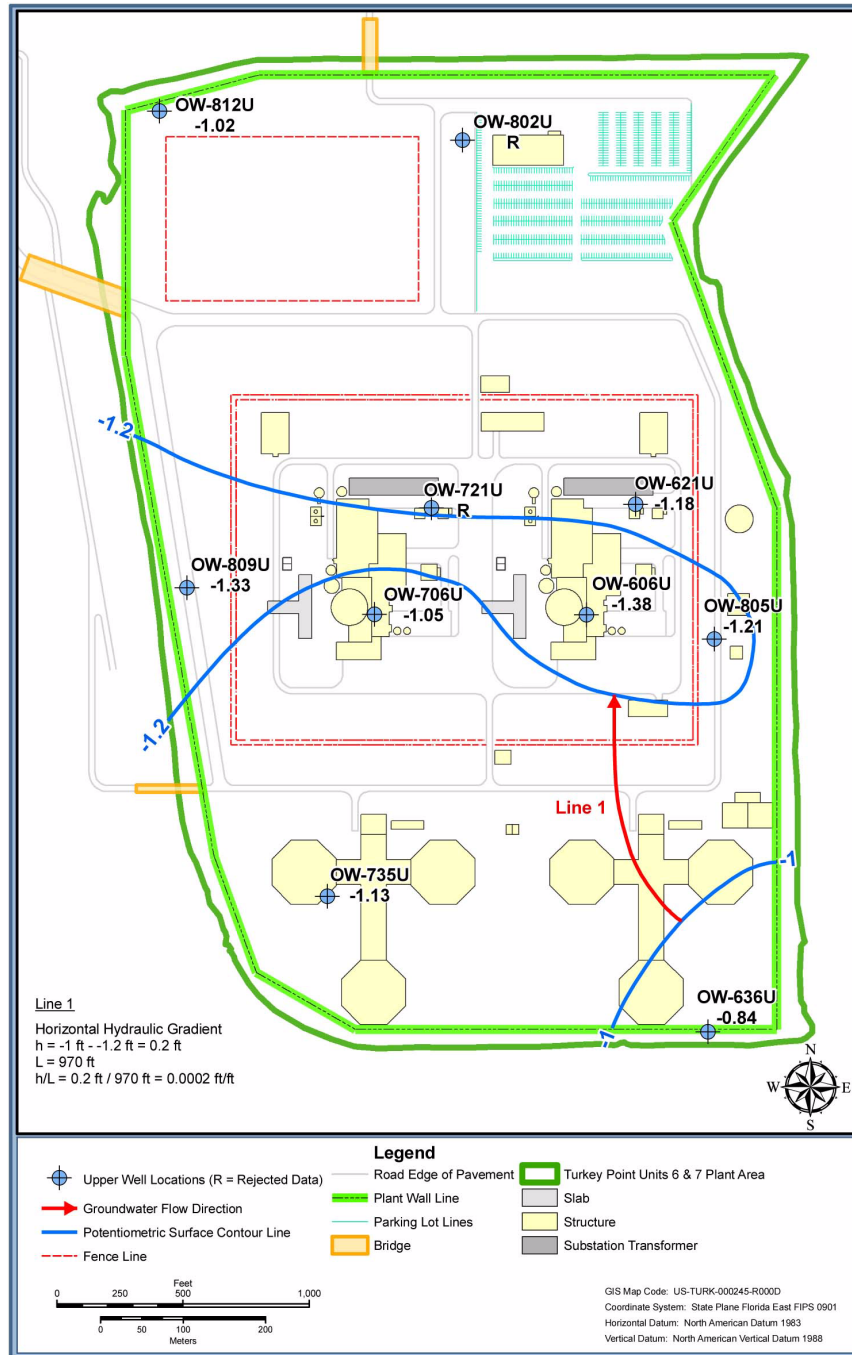 OW-812U
-1.02
OW-802U
R
-1.2
OW-721U
R
OW-621U
-1.18
OW-809U
-1.33
OW-706U
-1.05
OW-606U
-1.38
OW-805U
-1.21
-1.2
Line 1
-1
OW-735U
-1.13
OW-636U
-0.84
-1
Line 1
Horizontal Hydraulic Gradient
h = -1 ft - -1.2 ft = 0.2 ft
L = 970 ft
h/L = 0.2 ft / 970 ft = 0.0002 ft/ft
N
W E
S
Legend
Upper Well Locations (R = Rejected Data)
Groundwater Flow Direction
Potentiometric Surface Contour Line
Fence Line
Road Edge of Pavement
Plant Wall Line
Parking Lot Lines
Bridge
Turkey Point Units 6 & 7 Plant Area
Slab
Structure
Substation Transformer
Feet
0 250 500 1,000
0 50 100 200
Meters
GIS Map Code: US-TURK-000245-R000D
Coordinate System: State Plane Florida East FIPS 0901
Horizontal Datum: North American Datum 1983
Vertical Datum: North American Vertical Datum 1988